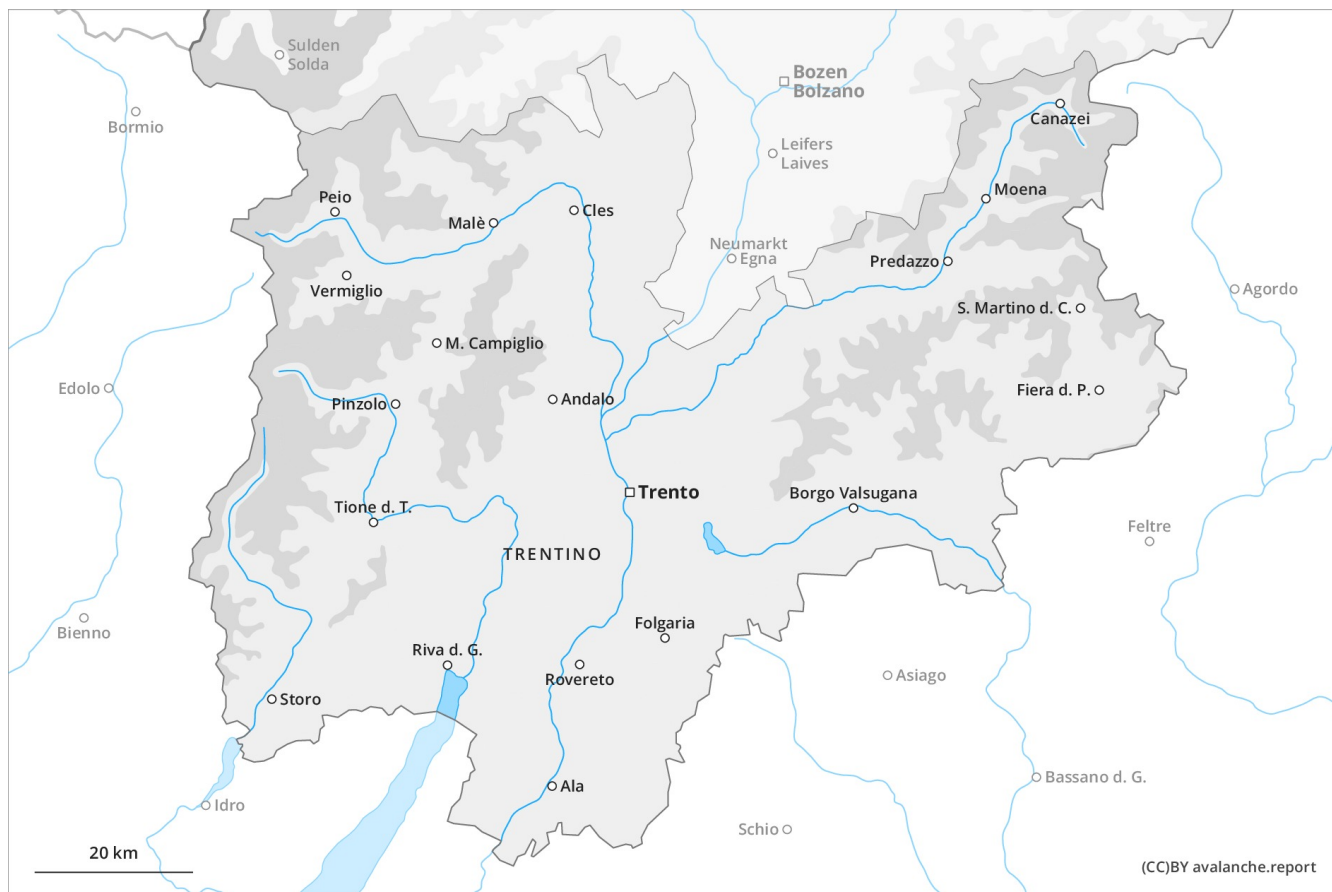 Sulden
Solda
Bozen
Bolzano
Bormio
Canazei
Leifers
Laives
Peio
Moena
Malè
Cles
Neumarkt
Egna
Predazzo
Vermiglio
Agordo
S. Martino d. C.
M. Campiglio
Edolo
Pinzolo
Andalo
Fiera d. P.
Trento
Borgo Valsugana
Tione d. T.
Feltre
TRENTINO
Bienno
Folgaria
Riva d. G.
Rovereto
Asiago
Storo
Bassano d. G.
Ala
Idro
Schio
20 km
(CC)BY avalanche.report